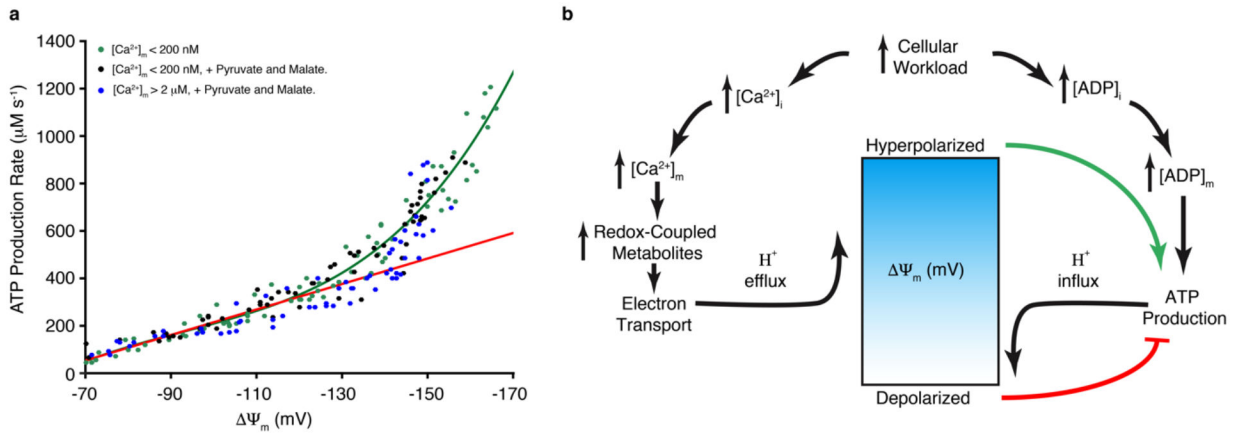 a
ATP Production Rate (μM s⁻¹)
1400
1200
1000
800
600
400
200
0
[Ca²⁺]ₘ < 200 nM
[Ca²⁺]ₘ < 200 nM, + Pyruvate and Malate.
[Ca²⁺]ₘ > 2 μM, + Pyruvate and Malate.
-70
-90
-110
-130
-150
-170
ΔΨₘ (mV)
b
Cellular
Workload
[Ca²⁺]ᵢ
[ADP]ᵢ
Hyperpolarized
[Ca²⁺]ₘ
[ADP]ₘ
Redox-Coupled
Metabolites
H⁺
efflux
ΔΨₘ (mV)
H⁺
influx
Electron
Transport
ATP
Production
Depolarized